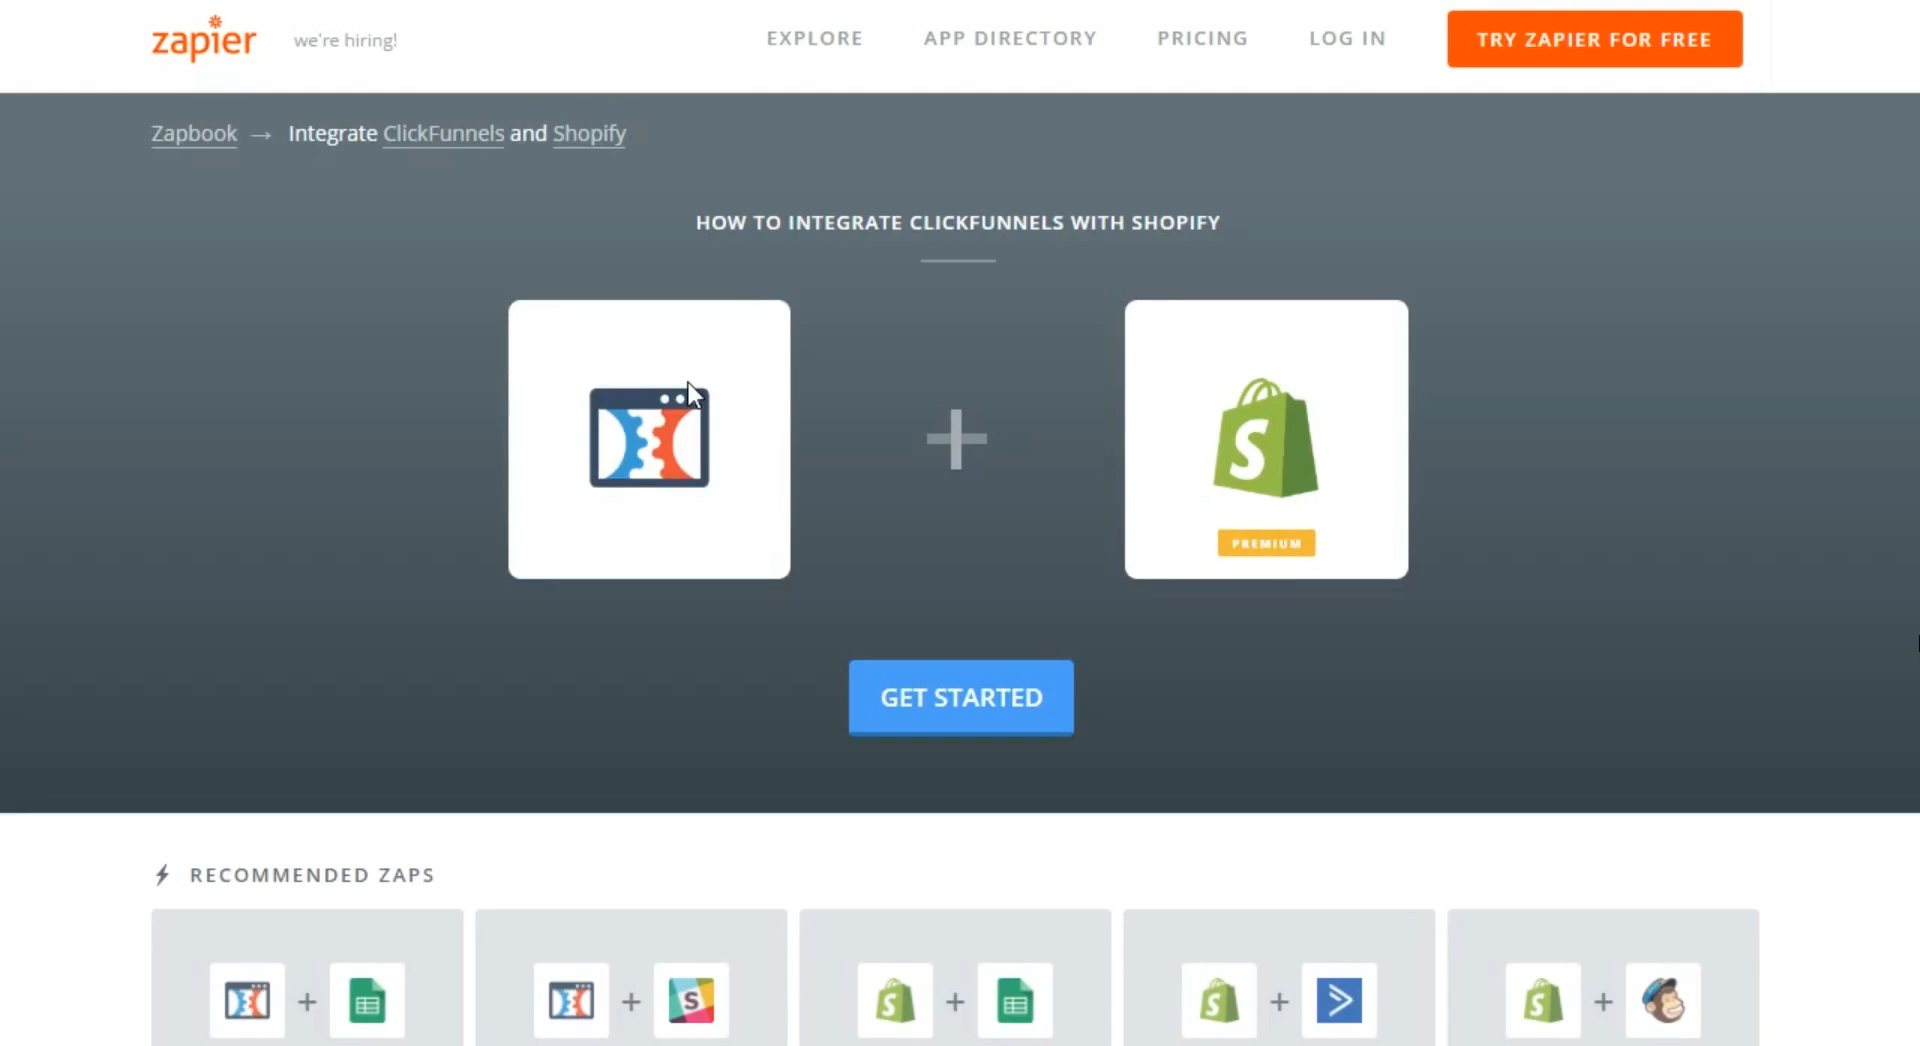 zapier we're hiring! EXPLORE APP DIRECTORY PRICING LOG IN TRY ZAPIER FOR FREE
Zapbook → Integrate ClickFunnels and Shopify
HOW TO INTEGRATE CLICKFUNNELS WITH SHOPIFY
S
PREMIUM
GET STARTED
RECOMMENDED ZAPS
S S S S